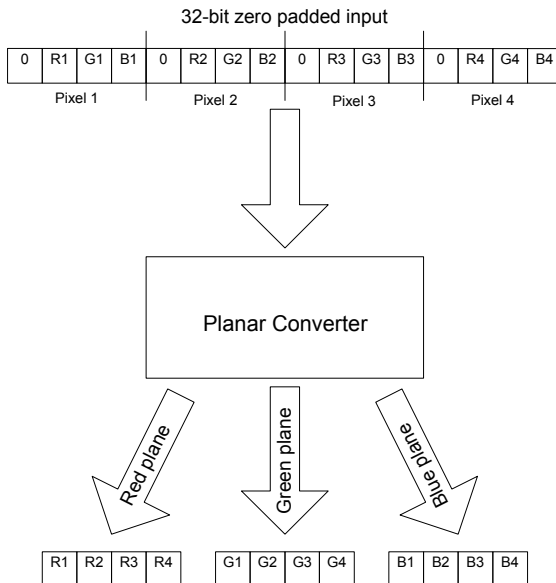 32-bit zero padded input
0 R1 G1 B1 0 R2 G2 B2 0 R3 G3 B3 0 R4 G4 B4
Pixel 1 Pixel 2 Pixel 3 Pixel 4
Planar Converter
Red plane
Green plane
Blue plane
R1 R2 R3 R4 G1 G2 G3 G4 B1 B2 B3 B4